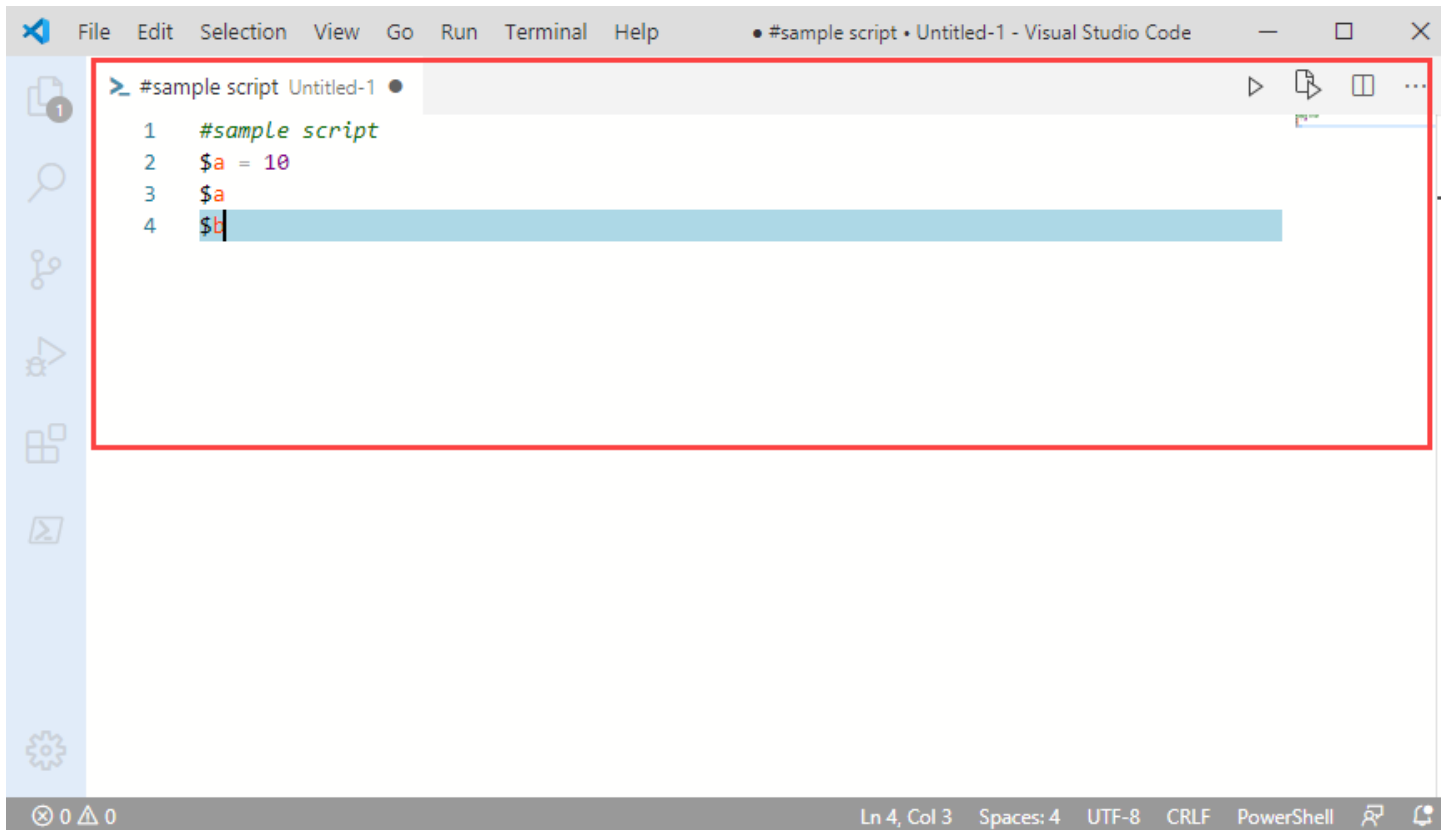 File Edit Selection View Go Run Terminal Help ● #sample script • Untitled-1 - Visual Studio Code
#sample script Untitled-1 ●
1
1 #sample script
2 $a = 10
3 $a
4 $b
0 0 Ln 4, Col 3 Spaces: 4 UTF-8 CRLF PowerShell